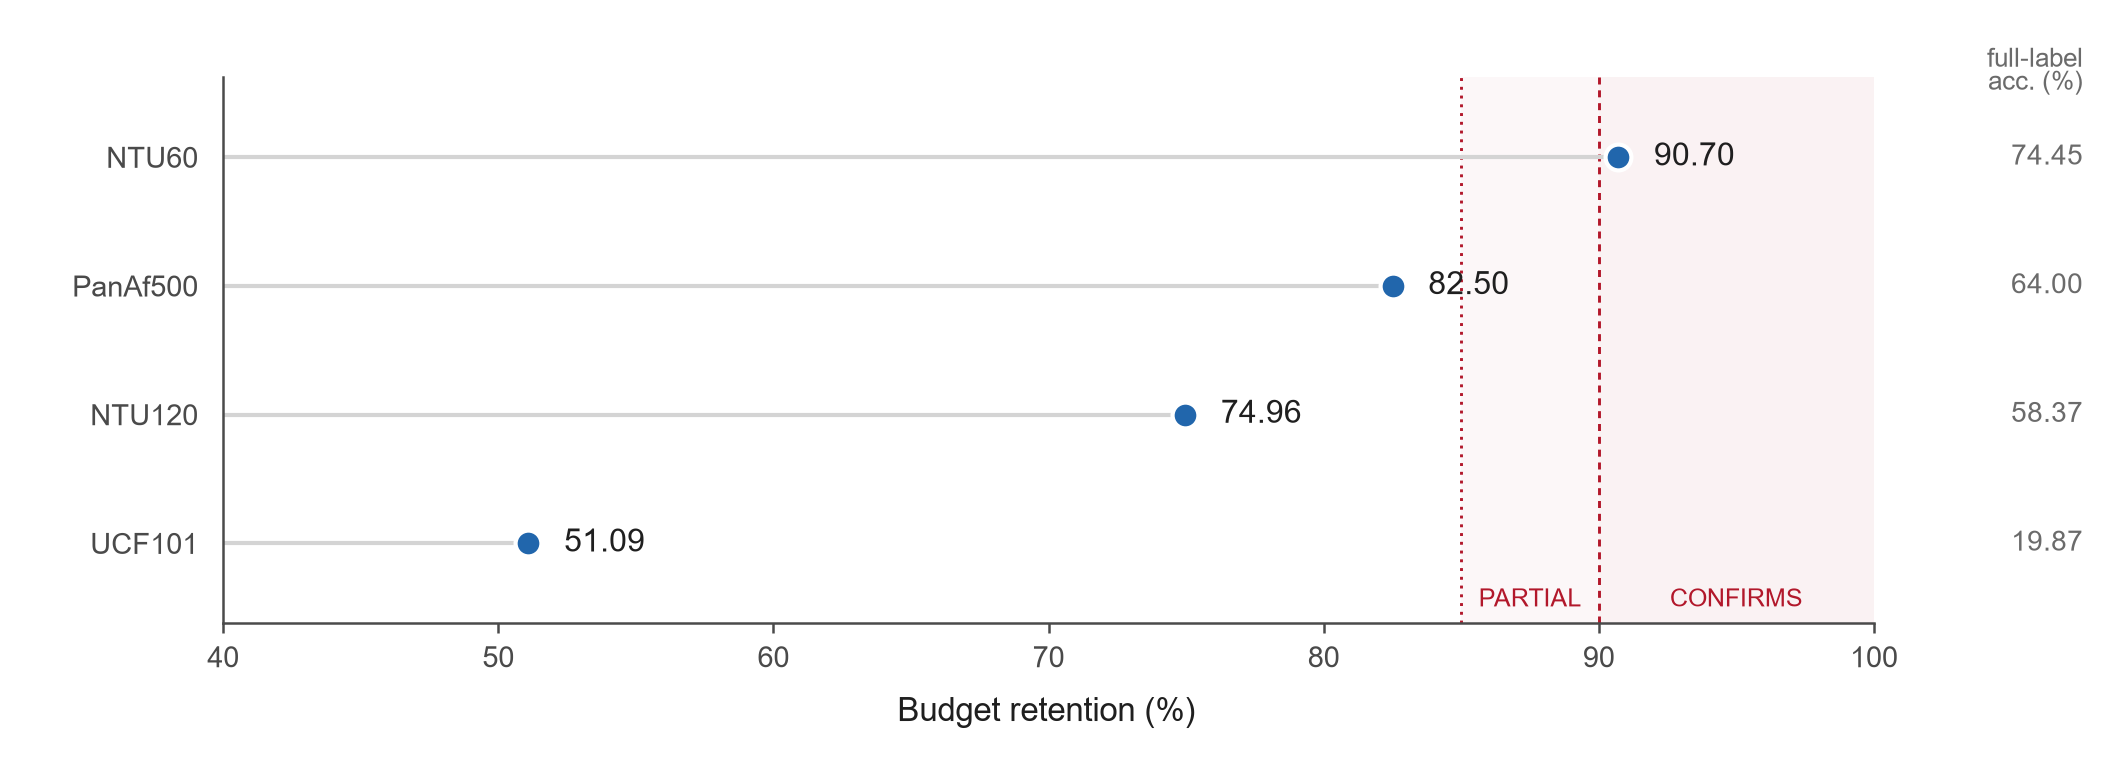 full-label
acc. (%)
NTU60
90.70
74.45
PanAf500
82.50
64.00
NTU120
74.96
58.37
UCF101
51.09
19.87
PARTIAL
CONFIRMS
40 50 60 70 80 90 100
Budget retention (%)